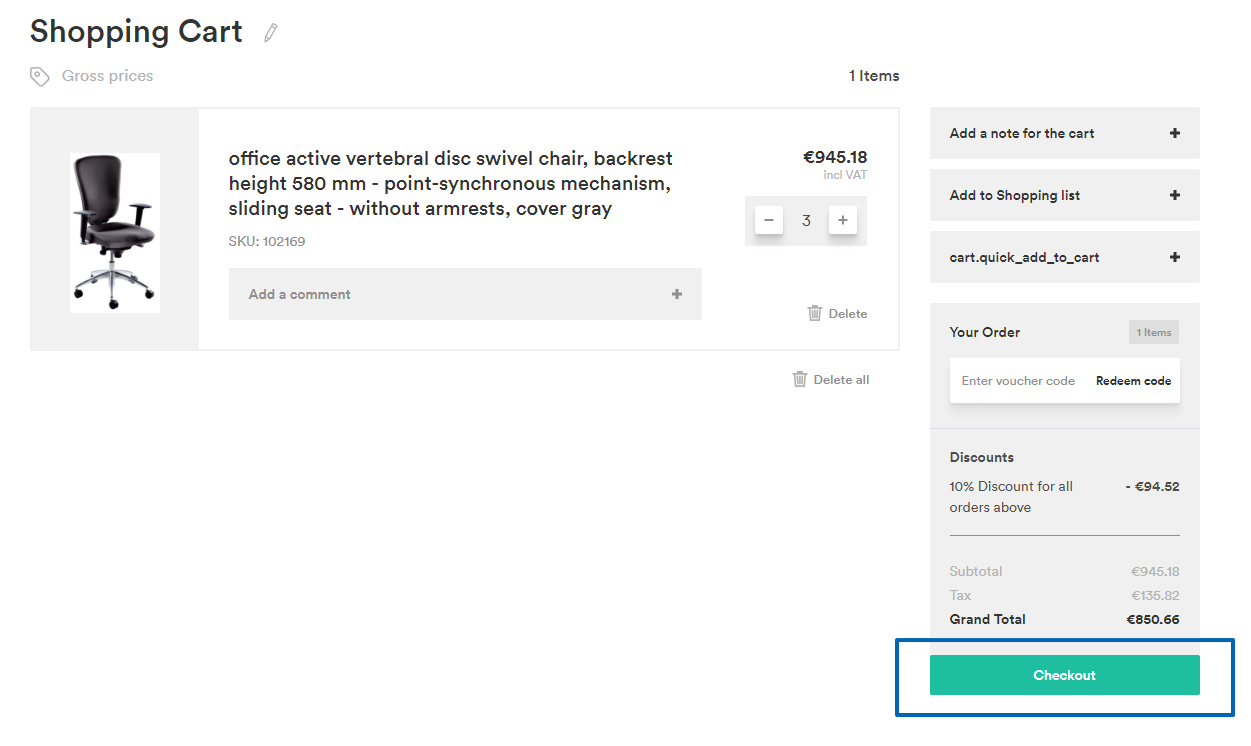 Shopping Cart
Gross prices
1 Items
office active vertebral disc swivel chair, backrest
height 580 mm - point-synchronous mechanism,
sliding seat - without armrests, cover gray
SKU: 102169
Add a comment +
€945.18
incl VAT
− 3 +
Delete
Delete all
Add a note for the cart +
Add to Shopping list +
cart.quick_add_to_cart +
Your Order 1 Items
Enter voucher code Redeem code
Discounts
10% Discount for all - €94.52
orders above
Subtotal €945.18
Tax €135.82
Grand Total €850.66
Checkout